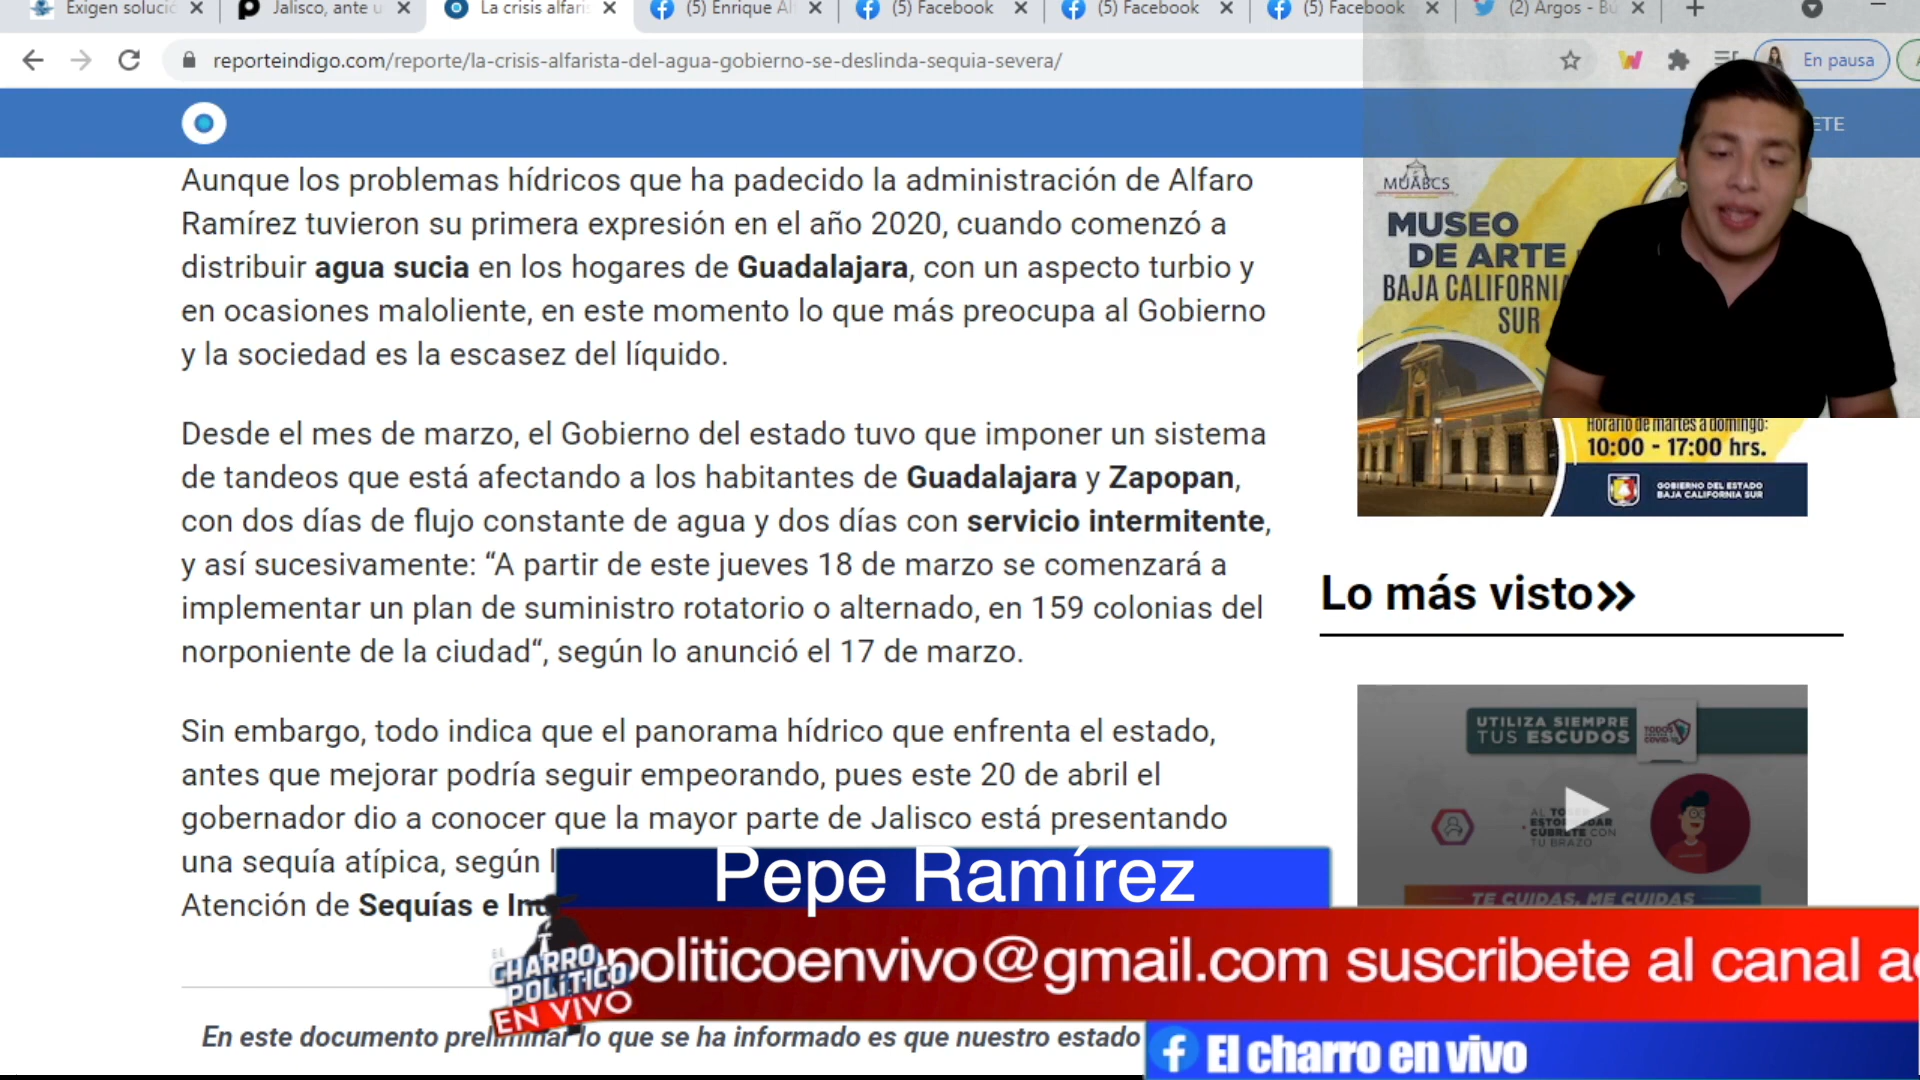 Exigen solució
Jalisco, ante u
La crisis alfaris
(5) Enrique Al
(5) Facebook
(5) Facebook
(5) Facebook
(2) Argos - Bú
reporteindigo.com/reporte/la-crisis-alfarista-del-agua-gobierno-se-deslinda-sequia-severa/
En pausa
ETE
Aunque los problemas hídricos que ha padecido la administración de Alfaro
Ramírez tuvieron su primera expresión en el año 2020, cuando comenzó a
distribuir agua sucia en los hogares de Guadalajara, con un aspecto turbio y
en ocasiones maloliente, en este momento lo que más preocupa al Gobierno
y la sociedad es la escasez del líquido.
Desde el mes de marzo, el Gobierno del estado tuvo que imponer un sistema
de tandeos que está afectando a los habitantes de Guadalajara y Zapopan,
con dos días de flujo constante de agua y dos días con servicio intermitente,
y así sucesivamente: “A partir de este jueves 18 de marzo se comenzará a
implementar un plan de suministro rotatorio o alternado, en 159 colonias del
norponiente de la ciudad“, según lo anunció el 17 de marzo.
Sin embargo, todo indica que el panorama hídrico que enfrenta el estado,
antes que mejorar podría seguir empeorando, pues este 20 de abril el
gobernador dio a conocer que la mayor parte de Jalisco está presentando
una sequía atípica, según l
Atención de Sequías e Inu
En este documento preliminar lo que se ha informado es que nuestro estado
MUABCS
MUSEO
DE ARTE
BAJA CALIFORNIA
SUR
Horario de martes a domingo:
10:00 - 17:00 hrs.
GOBIERNO DEL ESTADO
BAJA CALIFORNIA SUR
Lo más visto
UTILIZA SIEMPRE
TUS ESCUDOS
AL TOSER
ESTORNUDAR
CÚBRETE CON
TU BRAZO
TE CUIDAS, ME CUIDAS
Pepe Ramírez
politicoenvivo@gmail.com suscribete al canal a
EL
CHARRO
POLÍTICO
EN VIVO
El charro en vivo